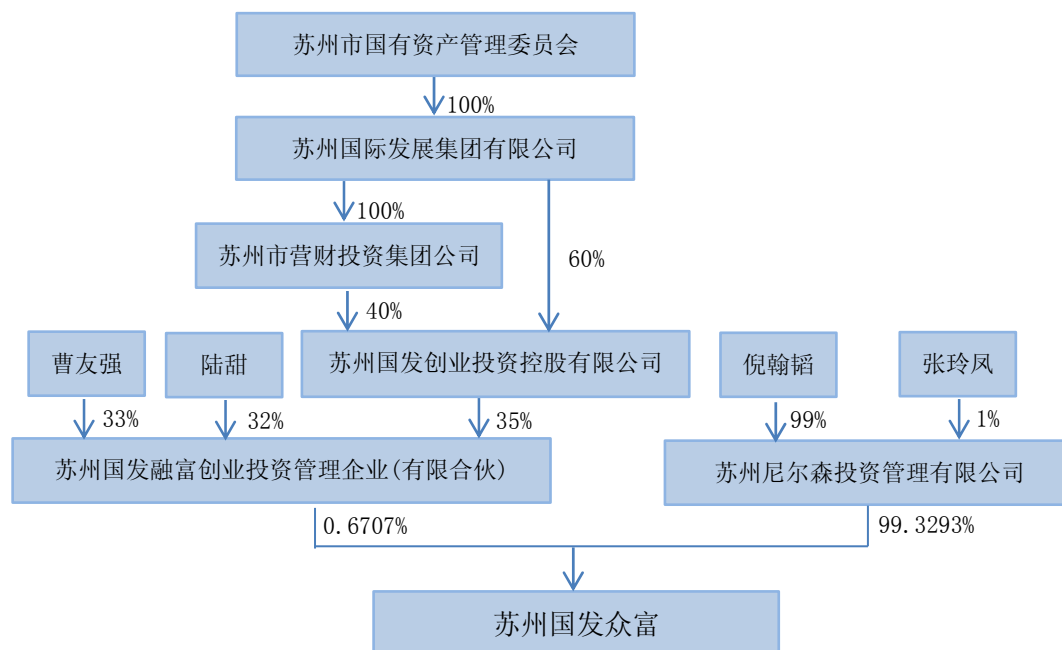 苏州市国有资产管理委员会
100%
苏州国际发展集团有限公司
100%
苏州市营财投资集团公司
60%
40%
曹友强
陆甜
苏州国发创业投资控股有限公司
倪翰韬
张玲凤
33%
32%
35%
99%
1%
苏州国发融富创业投资管理企业(有限合伙)
苏州尼尔森投资管理有限公司
0.6707%
99.3293%
苏州国发众富